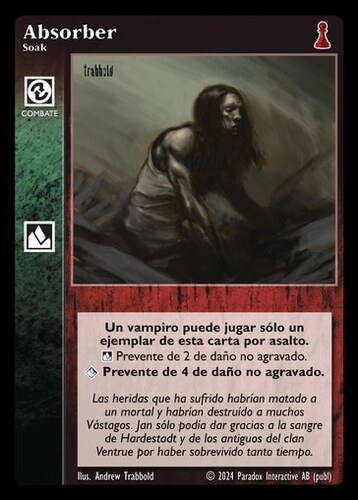 Absorber
Soak
COMBATE
trabbold
Un vampiro puede jugar sólo un
ejemplar de esta carta por asalto.
Prevente de 2 de daño no agravado.
Prevente de 4 de daño no agravado.
Las heridas que ha sufrido habrían matado a
un mortal y habrían destruído a muchos
Vástagos. Jan sólo podía dar gracias a la sangre
de Hardestadt y de los antiguos del clan
Ventrue por haber sobrevivido tanto tiempo.
Ilus. Andrew Trabbold
© 2024 Paradox Interactive AB (publ)